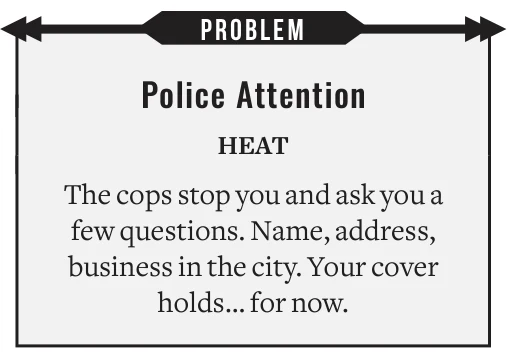 PROBLEM
Police Attention
HEAT
The cops stop you and ask you a
few questions. Name, address,
business in the city. Your cover
holds... for now.